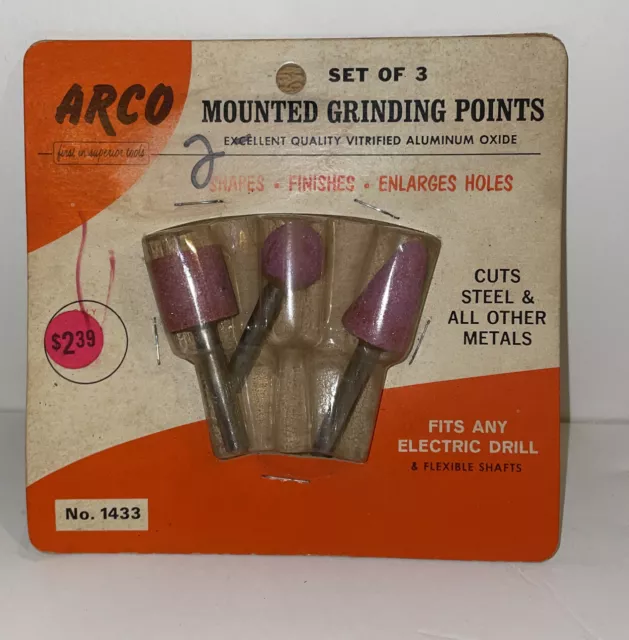 SET OF 3
ARCO
MOUNTED GRINDING POINTS
first in superior tools
EXCELLENT QUALITY VITRIFIED ALUMINUM OXIDE
2
SHAPES • FINISHES • ENLARGES HOLES
CUTS
STEEL &
ALL OTHER
METALS
$2.39
FITS ANY
ELECTRIC DRILL
& FLEXIBLE SHAFTS
No. 1433